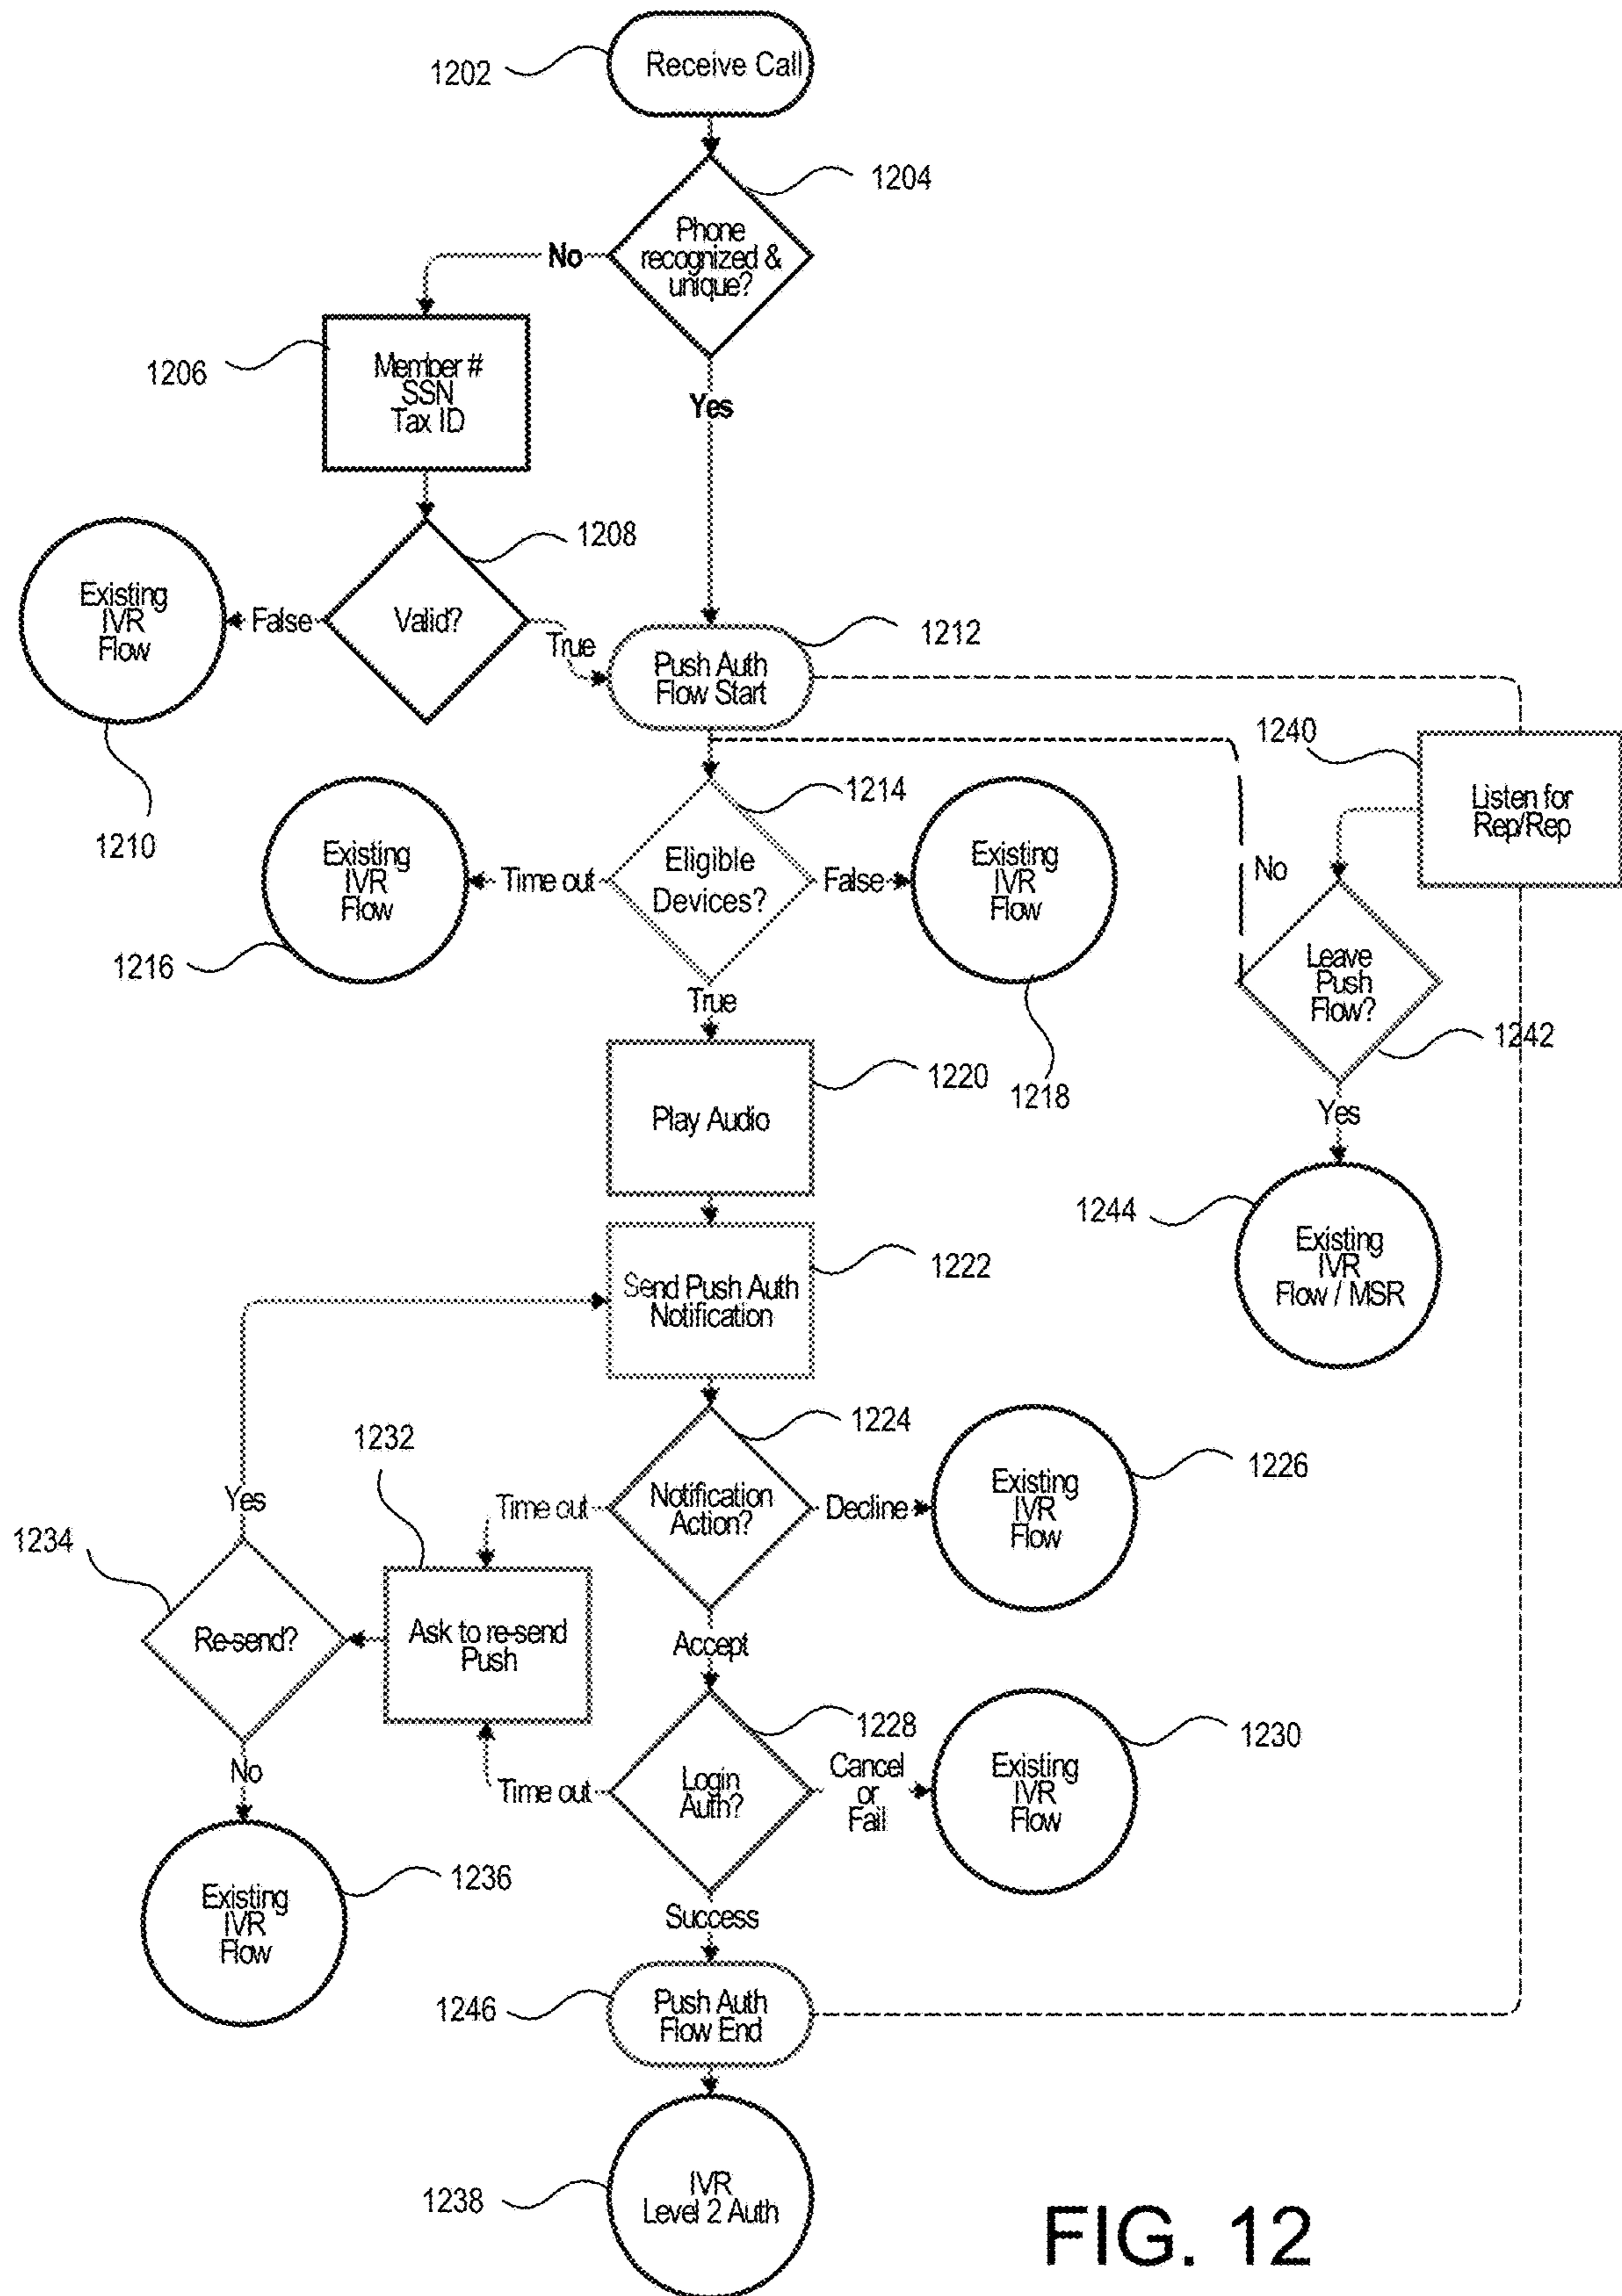 Receive Call
1202
1204
Phone
recognized &
unique?
No
Yes
1206
Member #
SSN
Tax ID
1208
Valid?
False
True
Existing
IVR
Flow
1210
1212
Push Auth
Flow Start
1240
Listen for
Rep/Rep
1214
Eligible
Devices?
Time out
False
Existing
IVR
Flow
1216
Existing
IVR
Flow
1218
No
Leave
Push
Flow?
1242
True
Yes
1220
Play Audio
1244
Existing
IVR
Flow / MSR
1222
Send Push Auth
Notification
1224
Notification
Action?
1232
Time out
Decline
Existing
IVR
Flow
1226
Yes
1234
Re-send?
Ask to re-send
Push
Accept
1228
Login
Auth?
Time out
Cancel
or
Fail
Existing
IVR
Flow
1230
No
Existing
IVR
Flow
1236
Success
1246
Push Auth
Flow End
1238
IVR
Level 2 Auth
FIG. 12